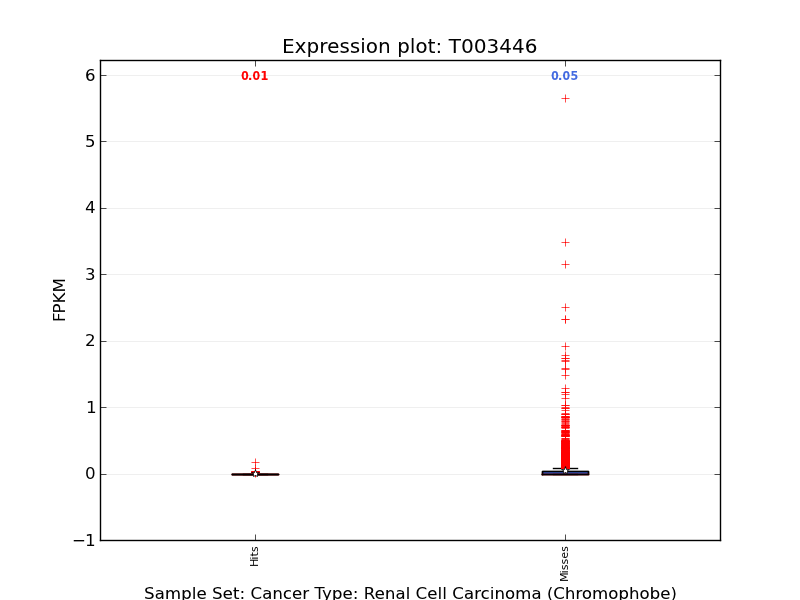 Expression plot: T003446
0.01
0.05
6
5
4
3
2
1
0
−1
FPKM
Hits
Misses
Sample Set: Cancer Type: Renal Cell Carcinoma (Chromophobe)